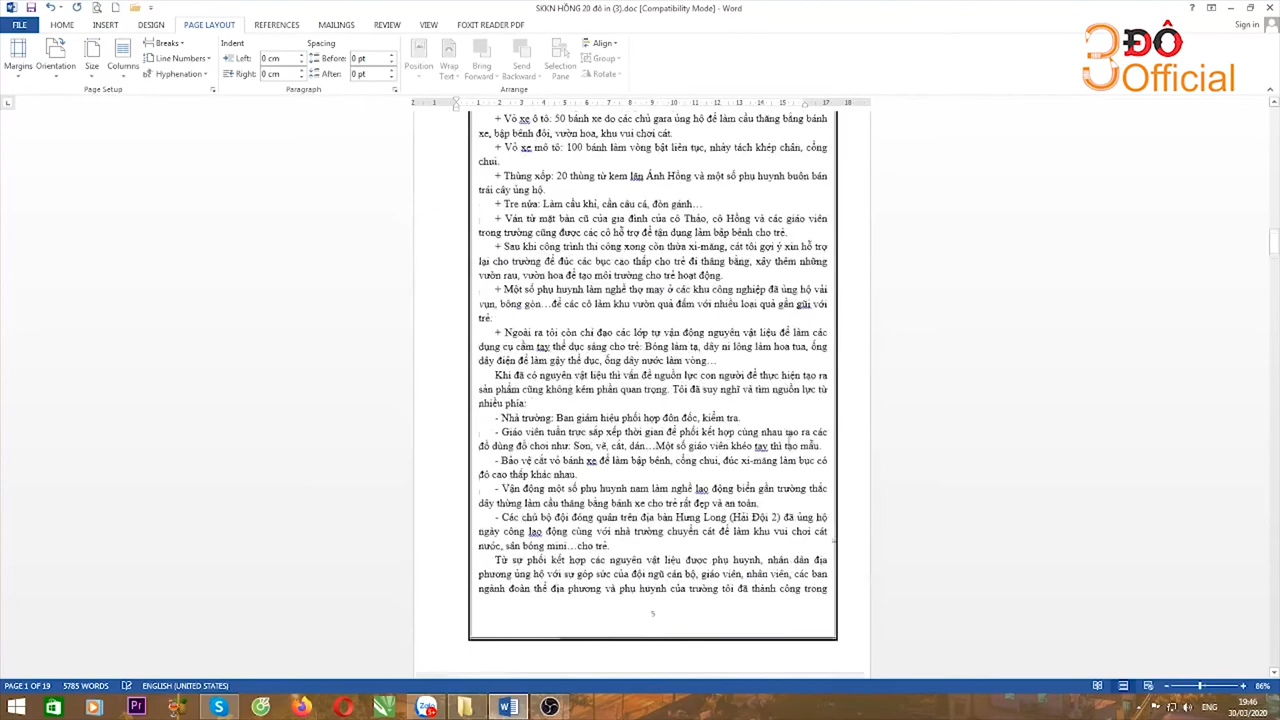 SKKN HỒNG 20 đô in (3).doc [Compatibility Mode] - Word
FILE HOME INSERT DESIGN PAGE LAYOUT REFERENCES MAILINGS REVIEW VIEW FOXIT READER PDF Sign in
Margins Orientation Size Columns Breaks Line Numbers Hyphenation
Indent Spacing
Left: 0 cm Before: 0 pt
Right: 0 cm After: 0 pt
Position Wrap Text Bring Forward Send Backward Selection Pane Align Group Rotate
Page Setup Paragraph Arrange
3 ĐÔ Official
2 1 1 2 3 4 5 6 7 8 9 10 11 12 13 14 15 17 18
+ Vỏ xe ô tô: 50 bánh xe do các chủ gara ủng hộ để làm cầu thăng bằng bánh
xe, bập bênh đôi, vườn hoa, khu vui chơi cát.
+ Vỏ xe mô tô: 100 bánh làm vòng bật liên tục, nhảy tách khép chân, cổng
chui.
+ Thùng xốp: 20 thùng từ kem lân Ánh Hồng và một số phụ huynh buôn bán
trái cây ủng hộ.
+ Tre nứa: Làm cầu khỉ, cần câu cá, đòn gánh…
+ Ván từ mặt bàn cũ của gia đình của cô Thảo, cô Hồng và các giáo viên
trong trường cũng được các cô hỗ trợ để tận dụng làm bập bênh cho trẻ.
+ Sau khi công trình thi công xong còn thừa xi-măng, cát tôi gợi ý xin hỗ trợ
lại cho trường để đúc các bục cao thấp cho trẻ đi thăng bằng, xây thêm những
vườn rau, vườn hoa để tạo môi trường cho trẻ hoạt động.
+ Một số phụ huynh làm nghề thợ may ở các khu công nghiệp đã ủng hộ vải
vụn, bông gòn…để các cô làm khu vườn quả đấm với nhiều loại quả gần gũi với
trẻ.
+ Ngoài ra tôi còn chỉ đạo các lớp tự vận động nguyên vật liệu để làm các
dụng cụ cầm tay thể dục sáng cho trẻ: Bóng làm tạ, dây ni lông làm hoa tua, ống
dây điện để làm gậy thể dục, ống dây nước làm vòng…
Khi đã có nguyên vật liệu thì vấn đề nguồn lực con người để thực hiện tạo ra
sản phẩm cũng không kém phần quan trọng. Tôi đã suy nghĩ và tìm nguồn lực từ
nhiều phía:
- Nhà trường: Ban giám hiệu phối hợp đôn đốc, kiểm tra.
- Giáo viên tuần trực sắp xếp thời gian để phối kết hợp cùng nhau tạo ra các
đồ dùng đồ chơi như: Sơn, vẽ, cắt, dán…Một số giáo viên khéo tay thì tạo mẫu.
- Bảo vệ cắt vỏ bánh xe để làm bập bênh, cổng chui, đúc xi-măng làm bục có
độ cao thấp khác nhau.
- Vận động một số phụ huynh nam làm nghề lao động biển gần trường thắc
dây thừng làm cầu thăng bằng bánh xe cho trẻ rất đẹp và an toàn.
- Các chú bộ đội đóng quân trên địa bàn Hưng Long (Hải Đội 2) đã ủng hộ
ngày công lao động cùng với nhà trường chuyển cát để làm khu vui chơi cát
nước, sân bóng mini…cho trẻ.
Từ sự phối kết hợp các nguyên vật liệu được phụ huynh, nhân dân địa
phương ủng hộ với sự góp sức của đội ngũ cán bộ, giáo viên, nhân viên, các ban
ngành đoàn thể địa phương và phụ huynh của trường tôi đã thành công trong
5
PAGE 1 OF 19 5785 WORDS ENGLISH (UNITED STATES) 86%
ENG 19:46
30/03/2020